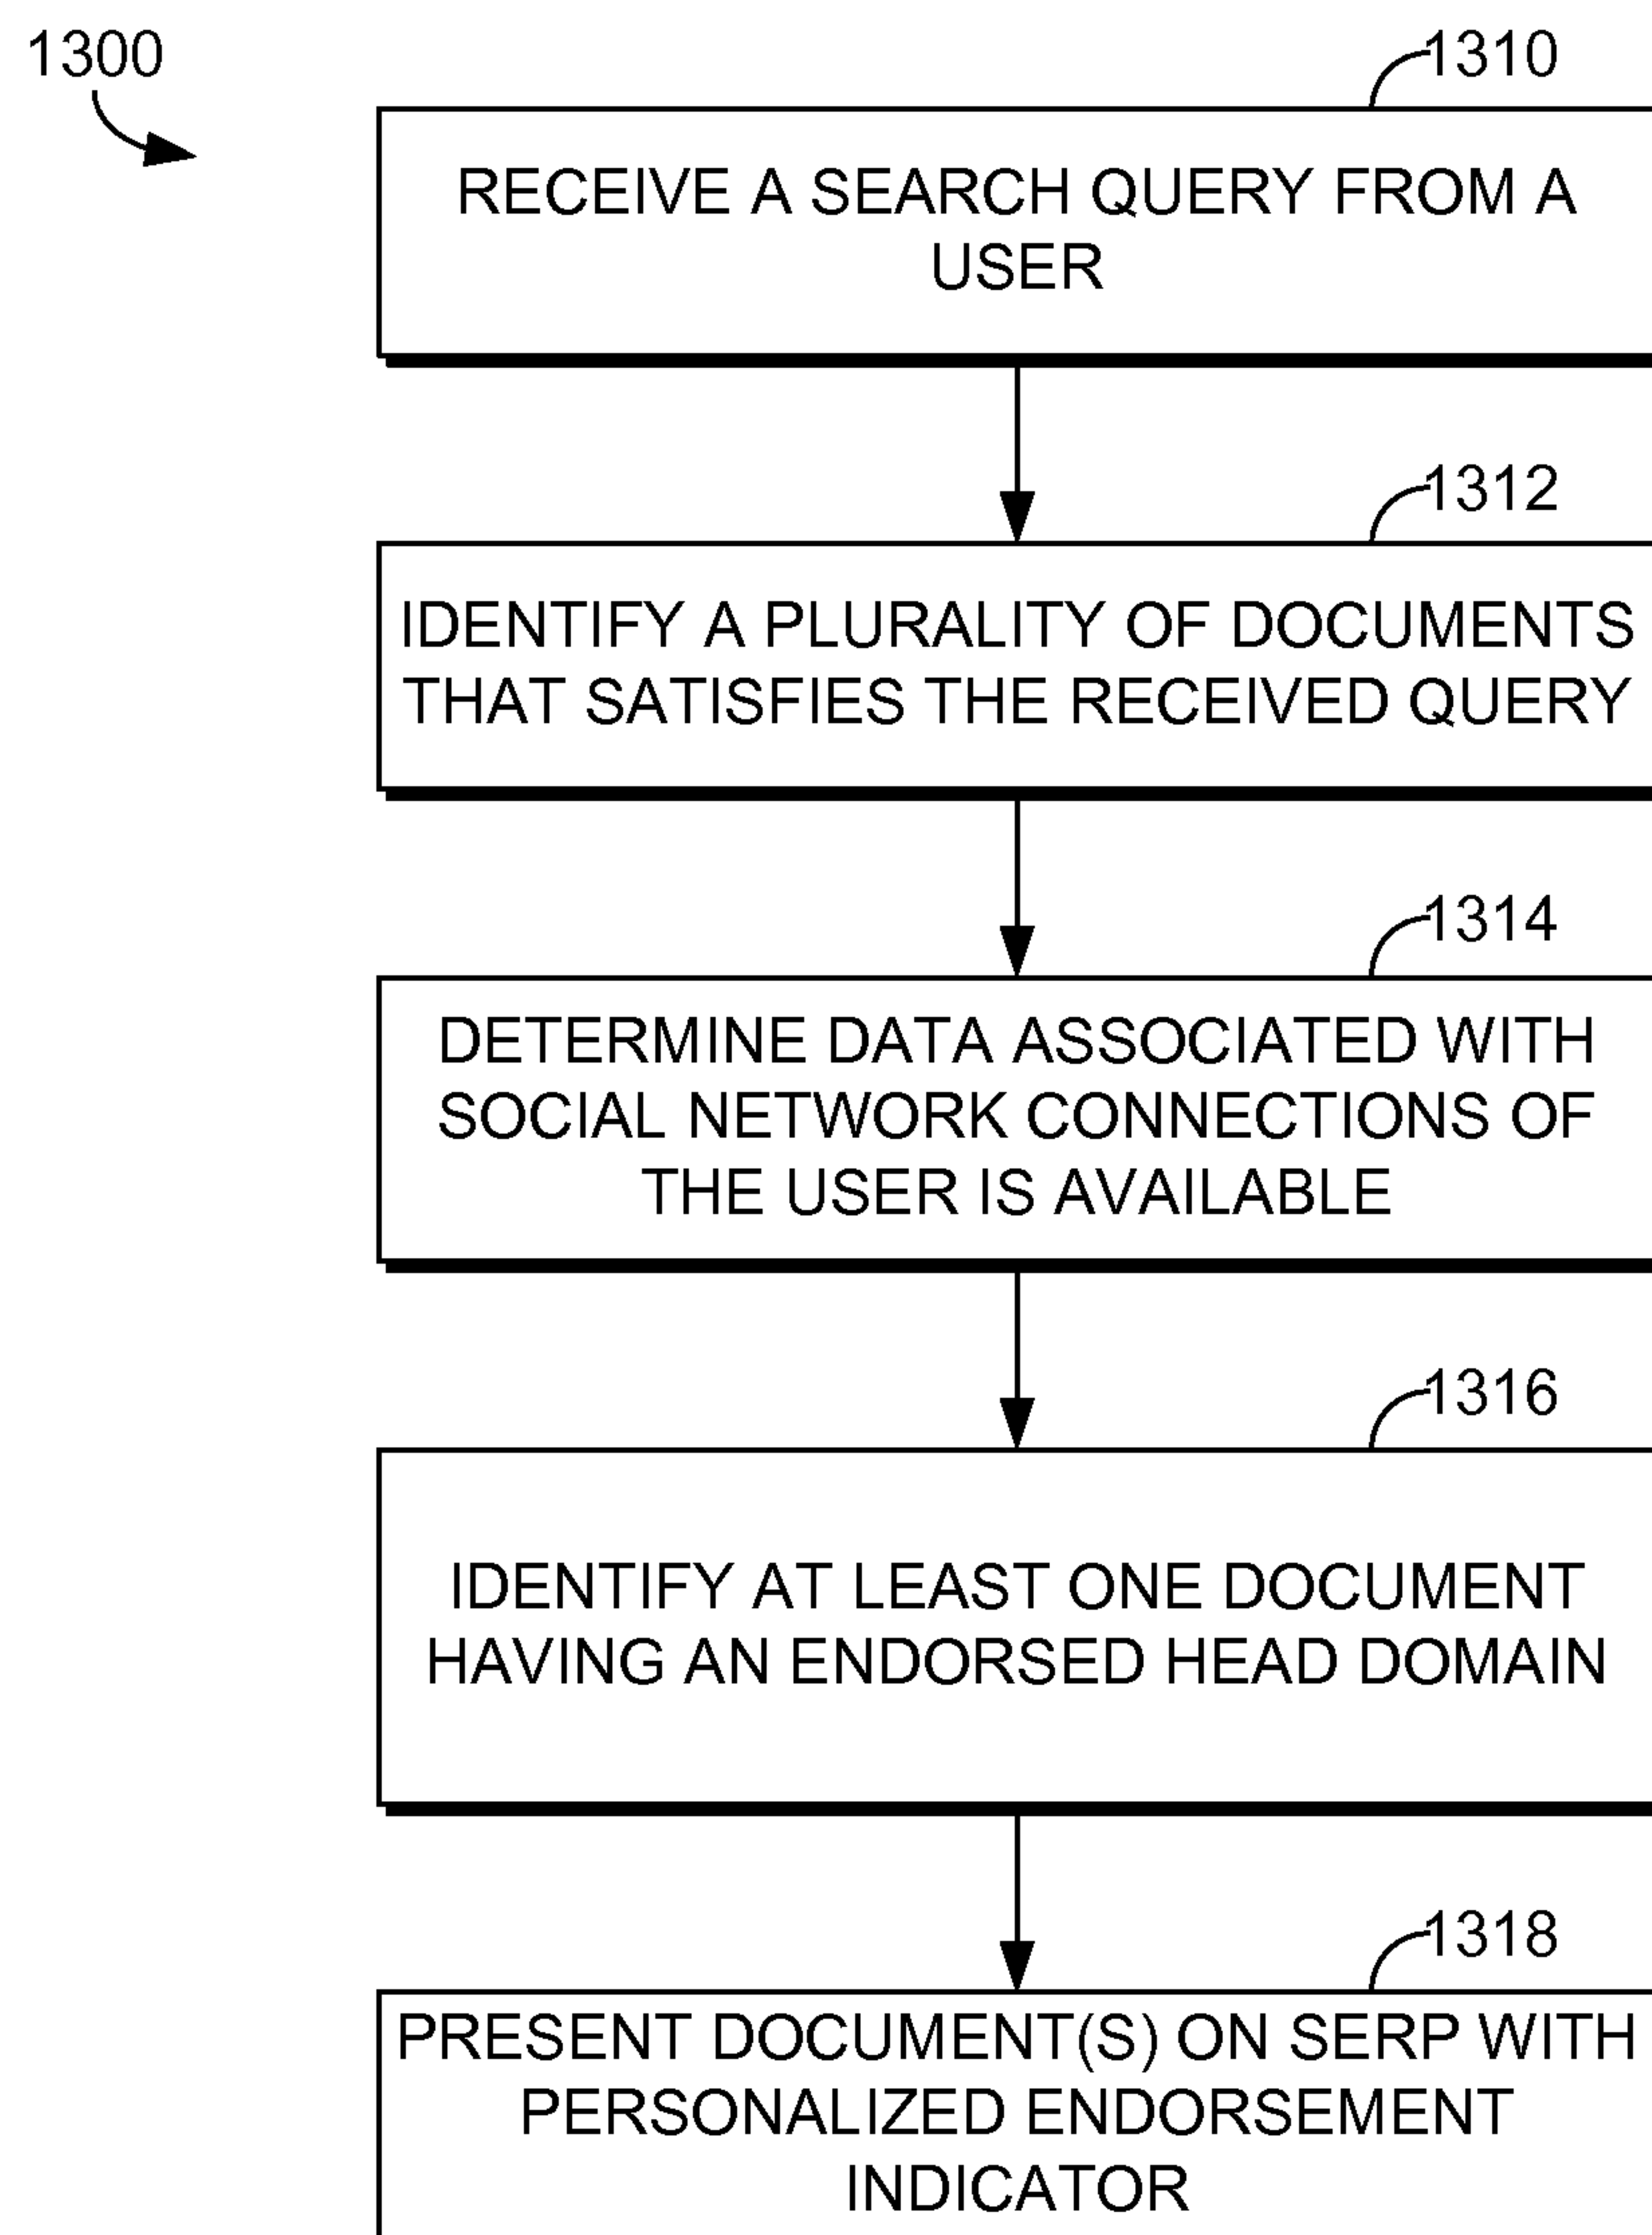 1300
1310
RECEIVE A SEARCH QUERY FROM A
USER
1312
IDENTIFY A PLURALITY OF DOCUMENTS
THAT SATISFIES THE RECEIVED QUERY
1314
DETERMINE DATA ASSOCIATED WITH
SOCIAL NETWORK CONNECTIONS OF
THE USER IS AVAILABLE
1316
IDENTIFY AT LEAST ONE DOCUMENT
HAVING AN ENDORSED HEAD DOMAIN
1318
PRESENT DOCUMENT(S) ON SERP WITH
PERSONALIZED ENDORSEMENT
INDICATOR